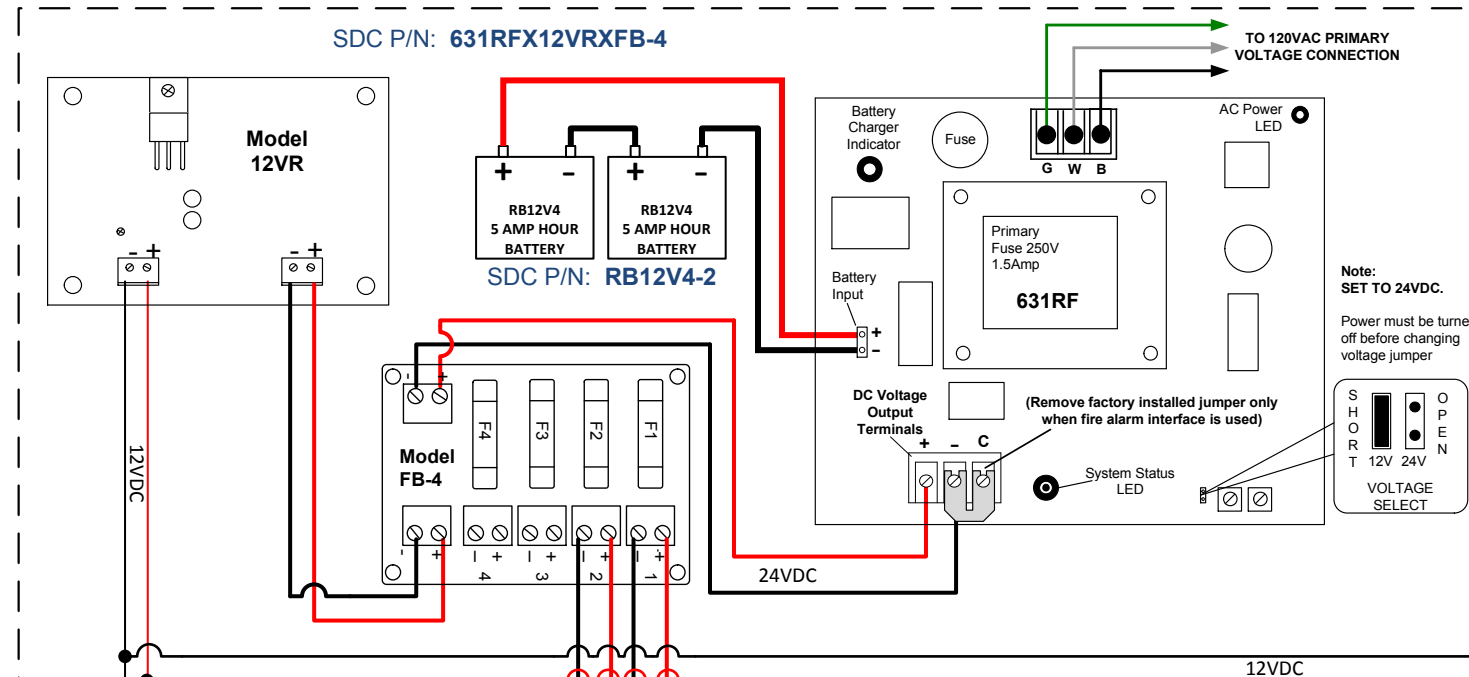 SDC P/N: 631RFX12VRXFB-4
TO 120VAC PRIMARY
VOLTAGE CONNECTION
Model
12VR
- +
- +
+ -
RB12V4
5 AMP HOUR
BATTERY
+ -
RB12V4
5 AMP HOUR
BATTERY
SDC P/N: RB12V4-2
Battery
Charger
Indicator
Fuse
G W B
AC Power
LED
Primary
Fuse 250V
1.5Amp
631RF
Battery
Input
+
-
Note:
SET TO 24VDC.
Power must be turne
off before changing
voltage jumper
DC Voltage
Output
Terminals
+ - C
(Remove factory installed jumper only
when fire alarm interface is used)
System Status
LED
SHORT
12V 24V
OPEN
VOLTAGE
SELECT
- +
F4
F3
F2
F1
Model
FB-4
- +
- + 4
- + 3
- + 2
- + 1
12VDC
24VDC
12VDC